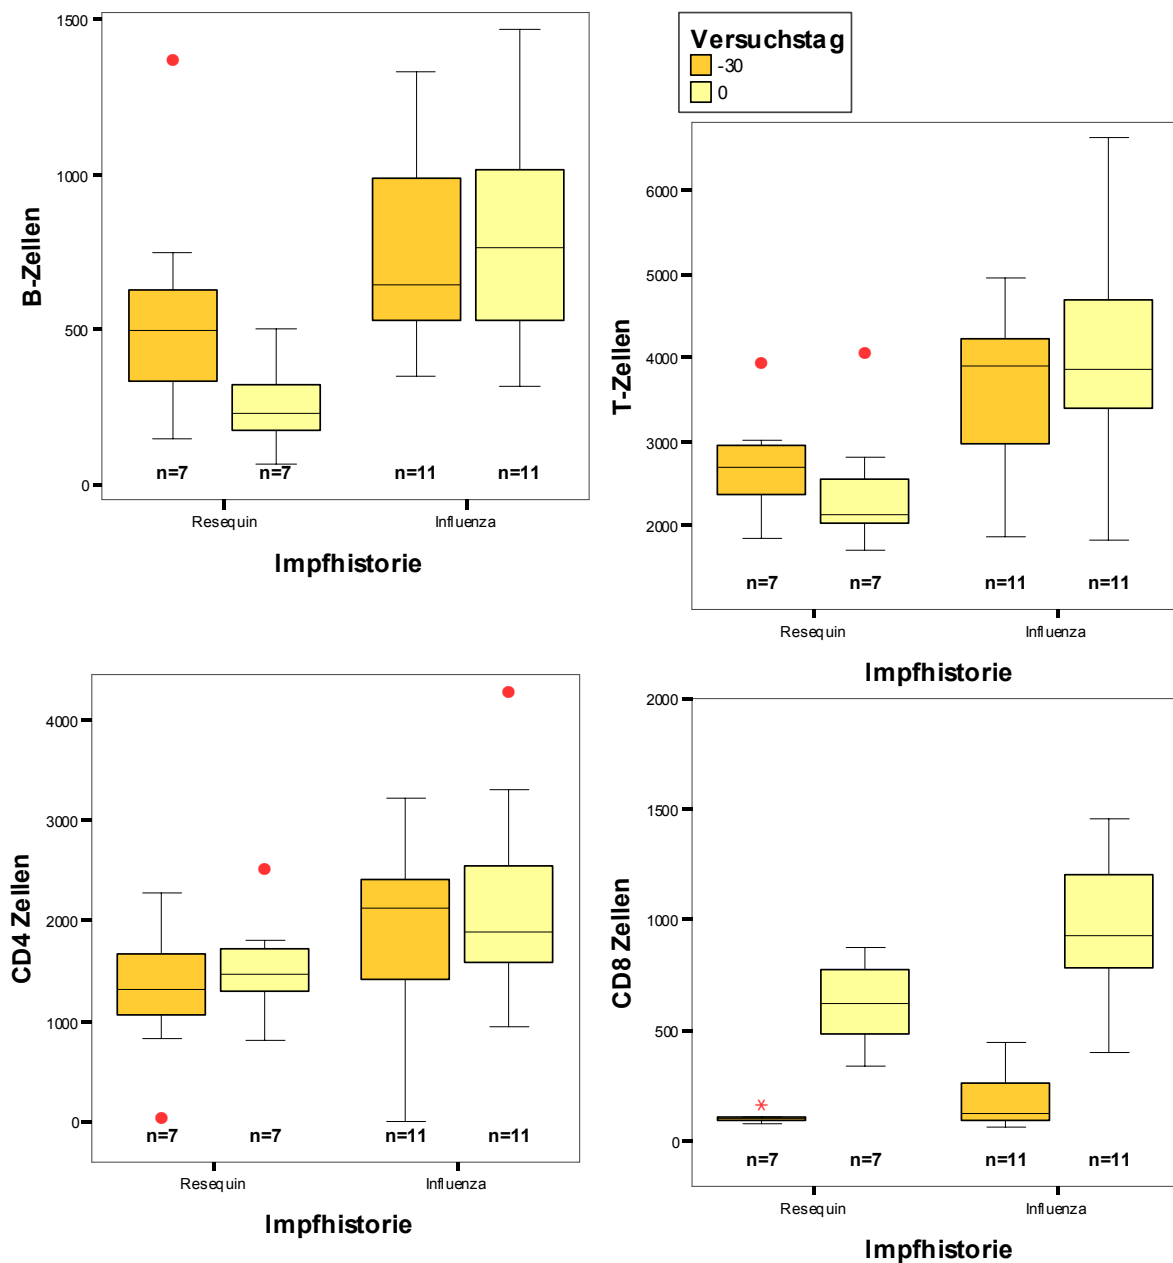 1500
1000
500
0
B-Zellen
n=7
n=7
n=11
n=11
Resequin
Influenza
Impfhistorie
Versuchstag
-30
0
6000
5000
4000
3000
2000
T-Zellen
n=7
n=7
n=11
n=11
Resequin
Influenza
Impfhistorie
4000
3000
2000
1000
0
CD4 Zellen
n=7
n=7
n=11
n=11
Resequin
Influenza
Impfhistorie
2000
1500
1000
500
0
CD8 Zellen
n=7
n=7
n=11
n=11
Resequin
Influenza
Impfhistorie